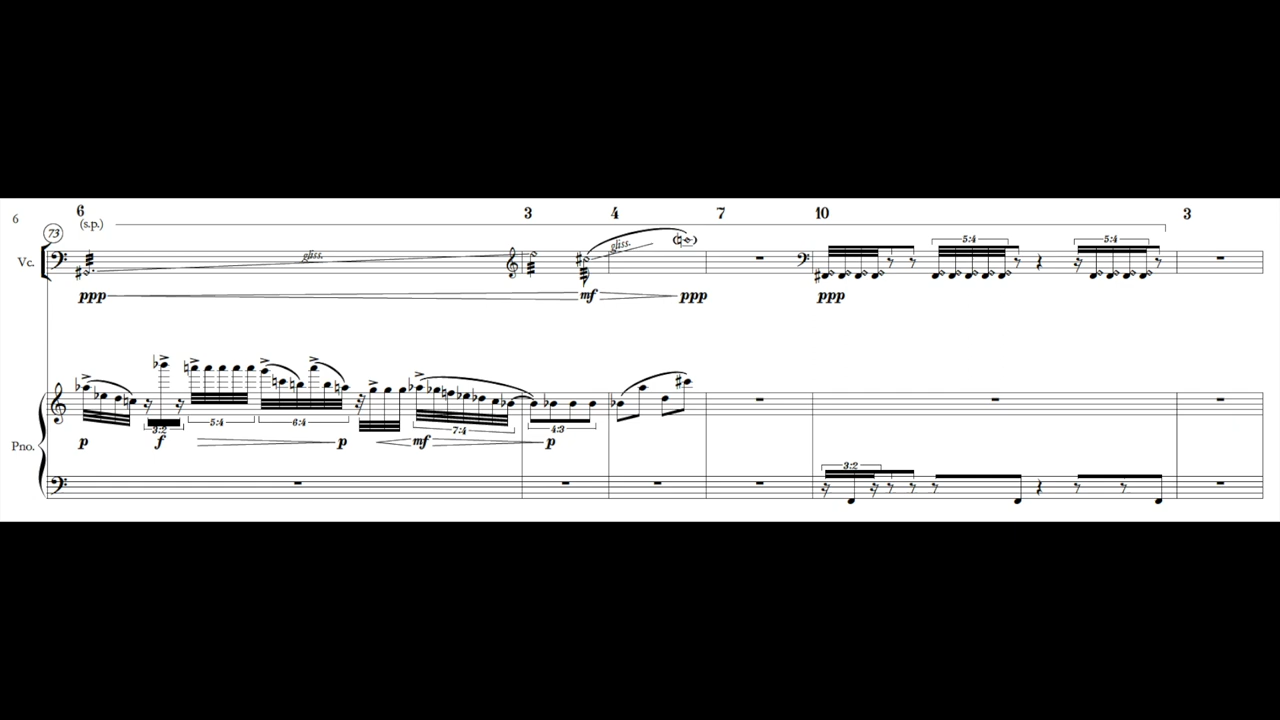 6
6 3 4 7 10 3
(s.p.)
73
Vc.
gliss. gliss.
5:4 5:4
ppp mf ppp ppp
Pno.
3:2 5:4 6:4 7:4 4:3
p f p mf p
3:2